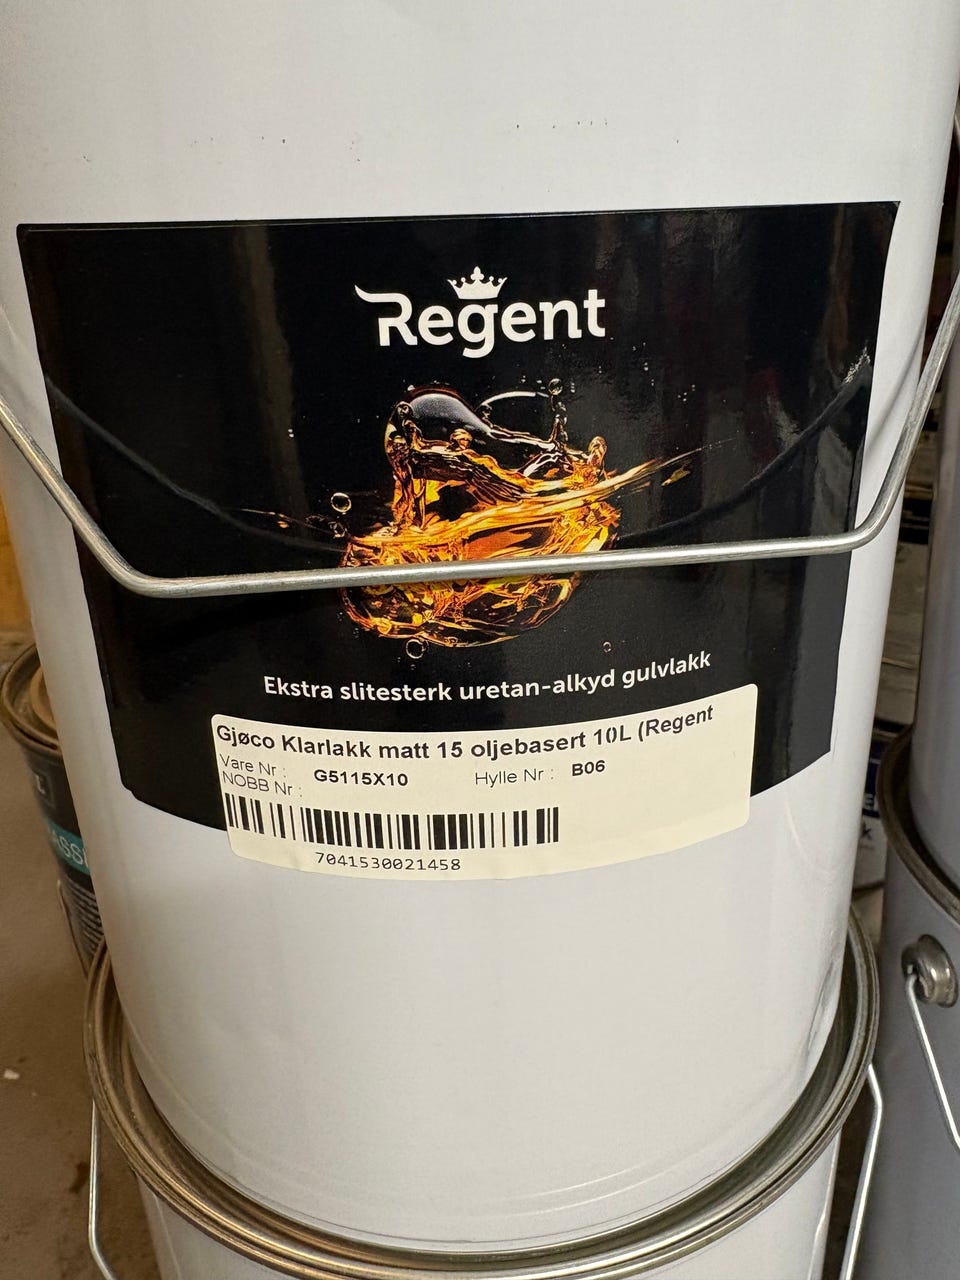 Regent
Ekstra slitesterk uretan-alkyd gulvlakk
Gjøco Klarlakk matt 15 oljebasert 10L (Regent
Vare Nr : G5115X10 Hylle Nr : B06
NOBB Nr :
7041530021458